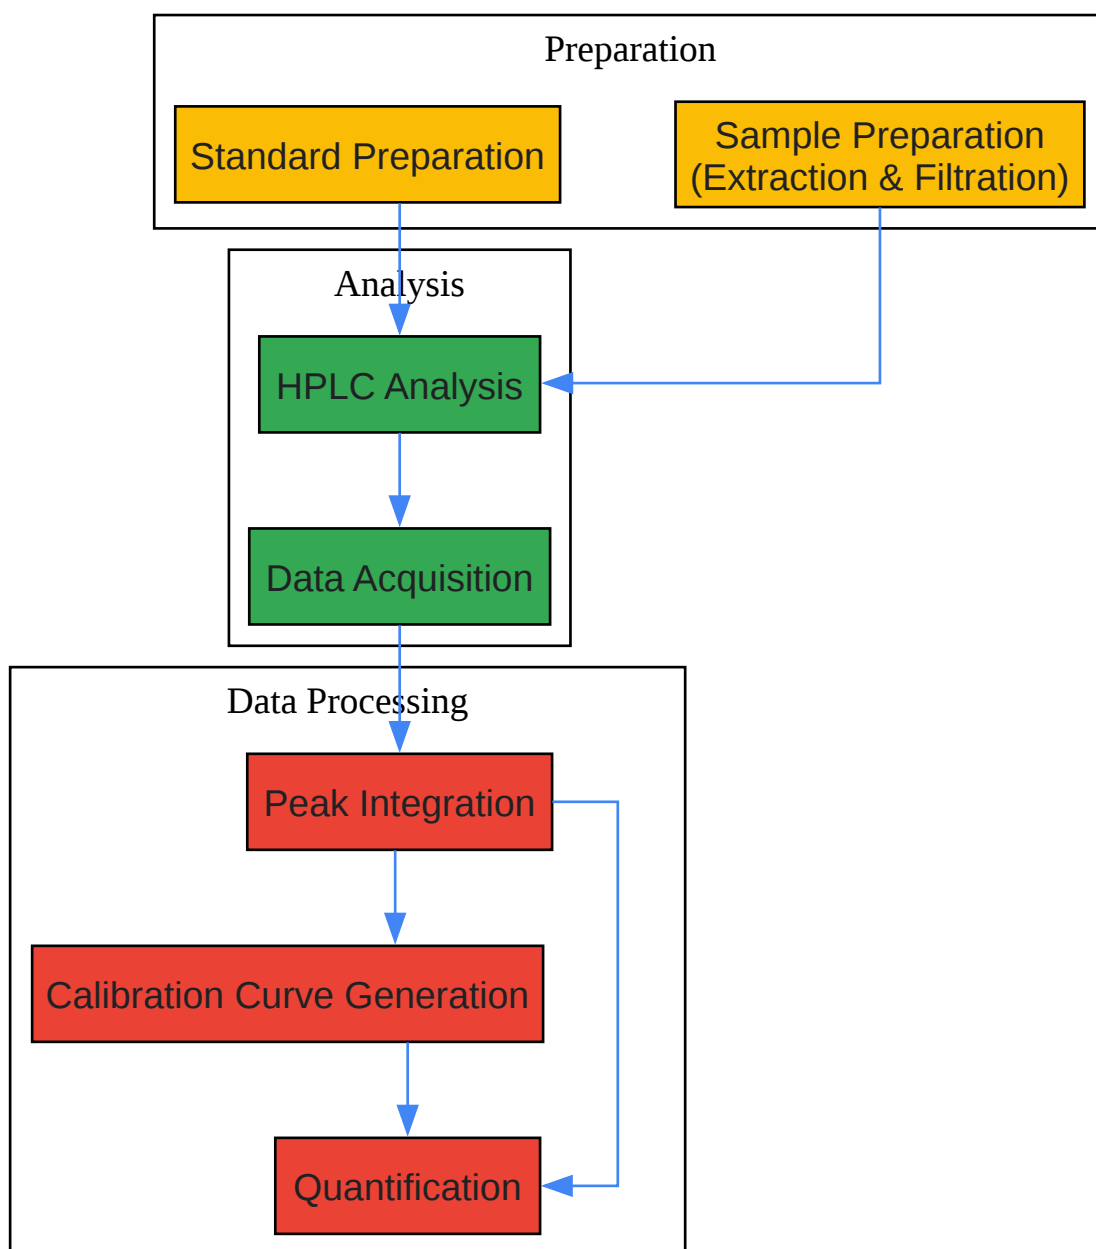 Preparation
Standard Preparation
Sample Preparation
(Extraction & Filtration)
Analysis
HPLC Analysis
Data Acquisition
Data Processing
Peak Integration
Calibration Curve Generation
Quantification